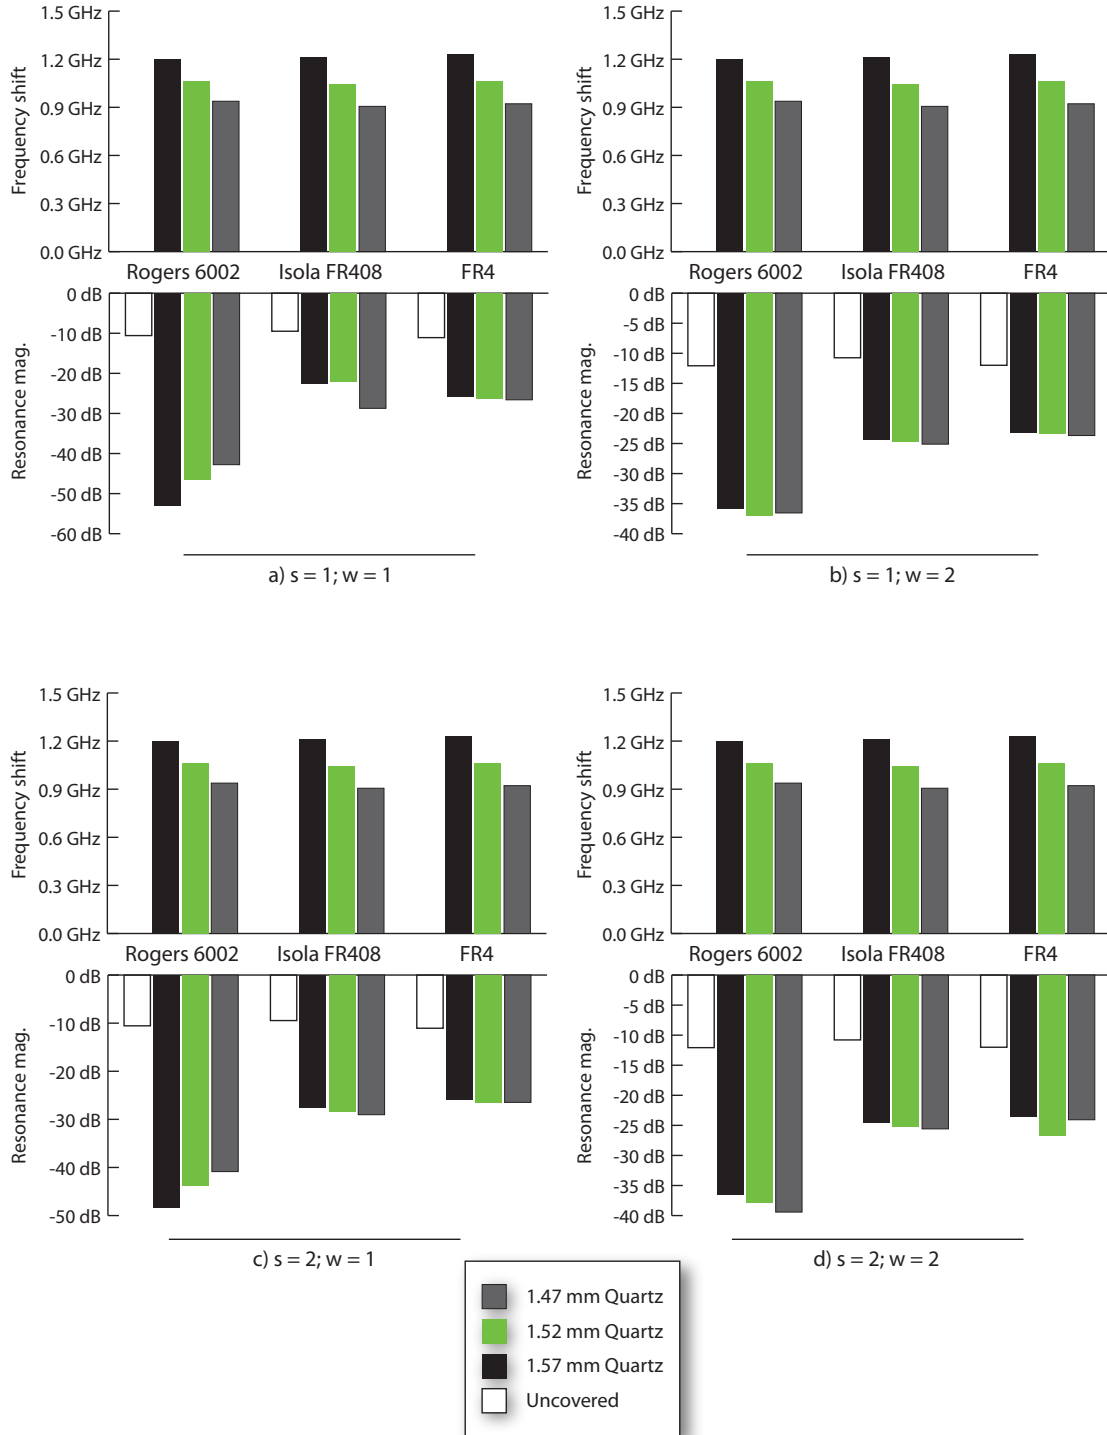 1.5 GHz
1.2 GHz
0.9 GHz
0.6 GHz
0.3 GHz
0.0 GHz
Frequency shift
Rogers 6002 Isola FR408 FR4
0 dB
-10 dB
-20 dB
-30 dB
-40 dB
-50 dB
-60 dB
Resonance mag.
a) s = 1; w = 1
1.5 GHz
1.2 GHz
0.9 GHz
0.6 GHz
0.3 GHz
0.0 GHz
Frequency shift
Rogers 6002 Isola FR408 FR4
0 dB
-5 dB
-10 dB
-15 dB
-20 dB
-25 dB
-30 dB
-35 dB
-40 dB
Resonance mag.
b) s = 1; w = 2
1.5 GHz
1.2 GHz
0.9 GHz
0.6 GHz
0.3 GHz
0.0 GHz
Frequency shift
Rogers 6002 Isola FR408 FR4
0 dB
-10 dB
-20 dB
-30 dB
-40 dB
-50 dB
Resonance mag.
c) s = 2; w = 1
1.5 GHz
1.2 GHz
0.9 GHz
0.6 GHz
0.3 GHz
0.0 GHz
Frequency shift
Rogers 6002 Isola FR408 FR4
0 dB
-5 dB
-10 dB
-15 dB
-20 dB
-25 dB
-30 dB
-35 dB
-40 dB
Resonance mag.
d) s = 2; w = 2
1.47 mm Quartz
1.52 mm Quartz
1.57 mm Quartz
Uncovered